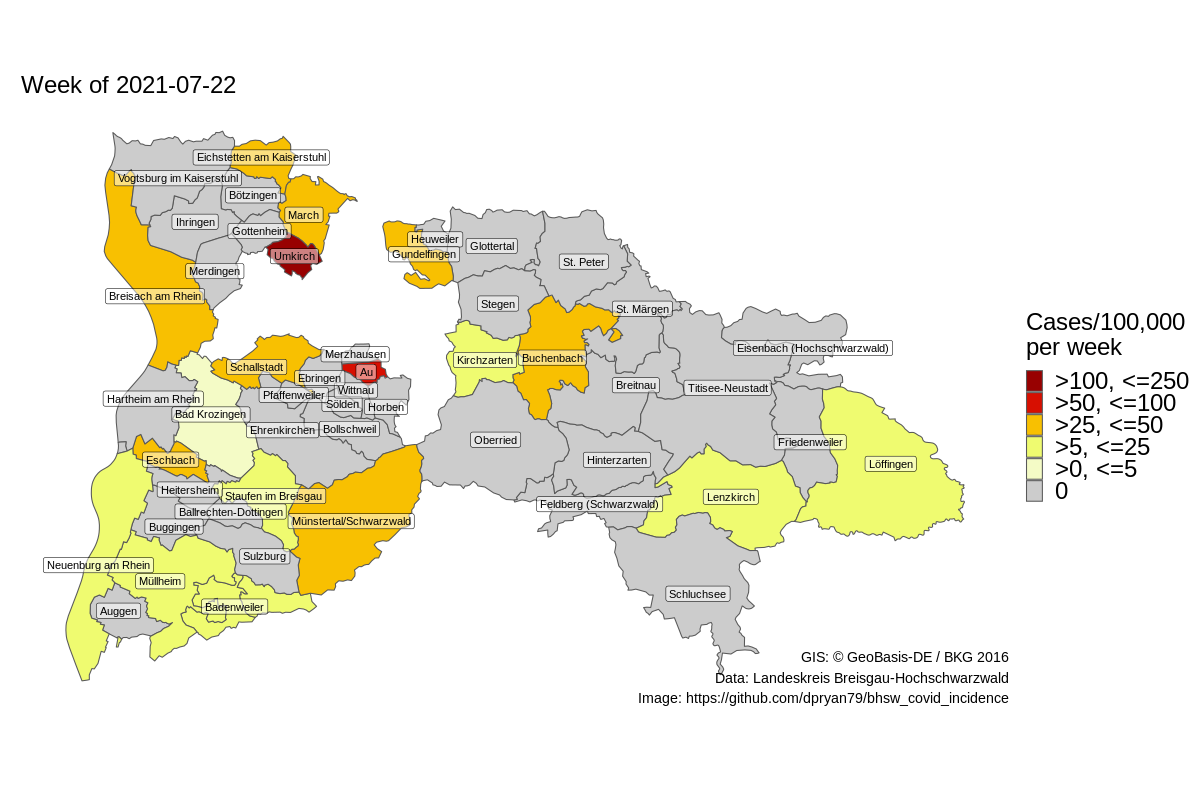 Week of 2021-07-22
Eichstetten am Kaiserstuhl
Vogtsburg im Kaiserstuhl
Bötzingen
March
Ihringen
Gottenheim
Umkirch
Merdingen
Breisach am Rhein
Heuweiler
Glottertal
Gundelfingen
St. Peter
Stegen
St. Märgen
Eisenbach (Hochschwarzwald)
Kirchzarten
Buchenbach
Breitnau
Titisee-Neustadt
Merzhausen
Schallstadt
Au
Ebringen
Wittnau
Pfaffenweiler
Sölden
Horben
Hartheim am Rhein
Bad Krozingen
Ehrenkirchen
Bollschweil
Oberried
Friedenweiler
Hinterzarten
Löffingen
Eschbach
Heitersheim
Staufen im Breisgau
Lenzkirch
Feldberg (Schwarzwald)
Ballrechten-Dottingen
Münstertal/Schwarzwald
Buggingen
Sulzburg
Neuenburg am Rhein
Müllheim
Schluchsee
Badenweiler
Auggen
Cases/100,000
per week
>100, <=250
>50, <=100
>25, <=50
>5, <=25
>0, <=5
0
GIS: © GeoBasis-DE / BKG 2016
Data: Landeskreis Breisgau-Hochschwarzwald
Image: https://github.com/dpryan79/bhsw_covid_incidence